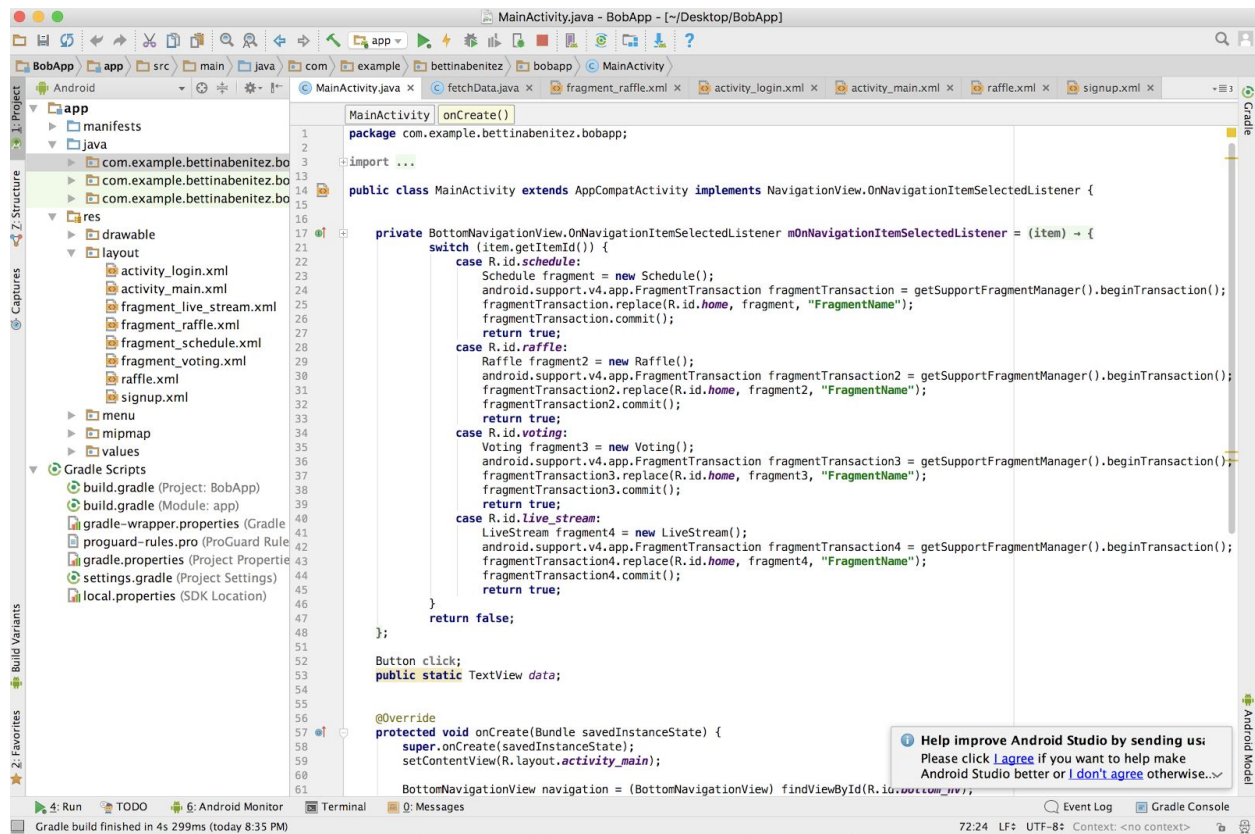 MainActivity.java - BobApp - [~/Desktop/BobApp]
app
BobApp app src main java com example bettinabenitez bobapp MainActivity
Android
MainActivity.java × fetchData.java × fragment_raffle.xml × activity_login.xml × activity_main.xml × raffle.xml × signup.xml × 3
1: Project
Z: Structure
Captures
Build Variants
2: Favorites
app
manifests
java
com.example.bettinabenitez.bo
com.example.bettinabenitez.bo
com.example.bettinabenitez.bo
res
drawable
layout
activity_login.xml
activity_main.xml
fragment_live_stream.xml
fragment_raffle.xml
fragment_schedule.xml
fragment_voting.xml
raffle.xml
signup.xml
menu
mipmap
values
Gradle Scripts
build.gradle (Project: BobApp)
build.gradle (Module: app)
gradle-wrapper.properties (Gradle
proguard-rules.pro (ProGuard Rule
gradle.properties (Project Propertie
settings.gradle (Project Settings)
local.properties (SDK Location)
MainActivity onCreate()
1 package com.example.bettinabenitez.bobapp;
2
3 import ...
13
14 public class MainActivity extends AppCompatActivity implements NavigationView.OnNavigationItemSelectedListener {
15
16
17 private BottomNavigationView.OnNavigationItemSelectedListener mOnNavigationItemSelectedListener = (item) → {
21 switch (item.getItemId()) {
22 case R.id.schedule:
23 Schedule fragment = new Schedule();
24 android.support.v4.app.FragmentTransaction fragmentTransaction = getSupportFragmentManager().beginTransaction();
25 fragmentTransaction.replace(R.id.home, fragment, "FragmentName");
26 fragmentTransaction.commit();
27 return true;
28 case R.id.raffle:
29 Raffle fragment2 = new Raffle();
30 android.support.v4.app.FragmentTransaction fragmentTransaction2 = getSupportFragmentManager().beginTransaction();
31 fragmentTransaction2.replace(R.id.home, fragment2, "FragmentName");
32 fragmentTransaction2.commit();
33 return true;
34 case R.id.voting:
35 Voting fragment3 = new Voting();
36 android.support.v4.app.FragmentTransaction fragmentTransaction3 = getSupportFragmentManager().beginTransaction();
37 fragmentTransaction3.replace(R.id.home, fragment3, "FragmentName");
38 fragmentTransaction3.commit();
39 return true;
40 case R.id.live_stream:
41 LiveStream fragment4 = new LiveStream();
42 android.support.v4.app.FragmentTransaction fragmentTransaction4 = getSupportFragmentManager().beginTransaction();
43 fragmentTransaction4.replace(R.id.home, fragment4, "FragmentName");
44 fragmentTransaction4.commit();
45 return true;
46 }
47 return false;
48 };
51
52 Button click;
53 public static TextView data;
54
55
56 @Override
57 protected void onCreate(Bundle savedInstanceState) {
58 super.onCreate(savedInstanceState);
59 setContentView(R.layout.activity_main);
60
61 BottomNavigationView navigation = (BottomNavigationView) findViewById(R.id.bottom_nv);
Gradle
Android Model
Help improve Android Studio by sending usa
Please click I agree if you want to help make
Android Studio better or I don't agree otherwise...
4: Run TODO 6: Android Monitor Terminal 0: Messages Event Log Gradle Console
Gradle build finished in 4s 299ms (today 8:35 PM) 72:24 LF UTF-8 Context: <no context>